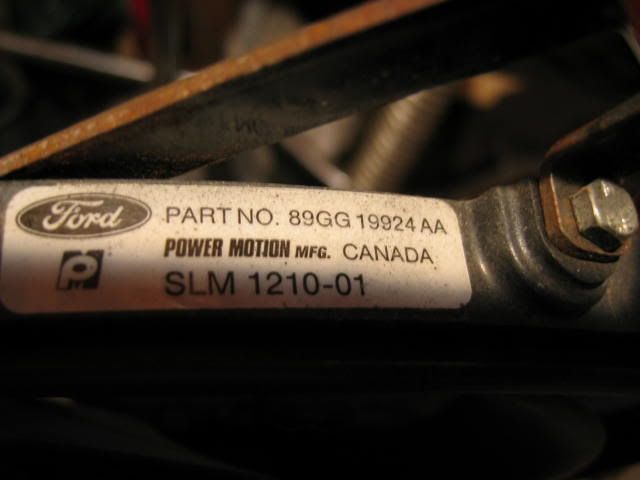 Ford
PART NO. 89GG 19924 AA
POWER MOTION MFG. CANADA
SLM 1210-01